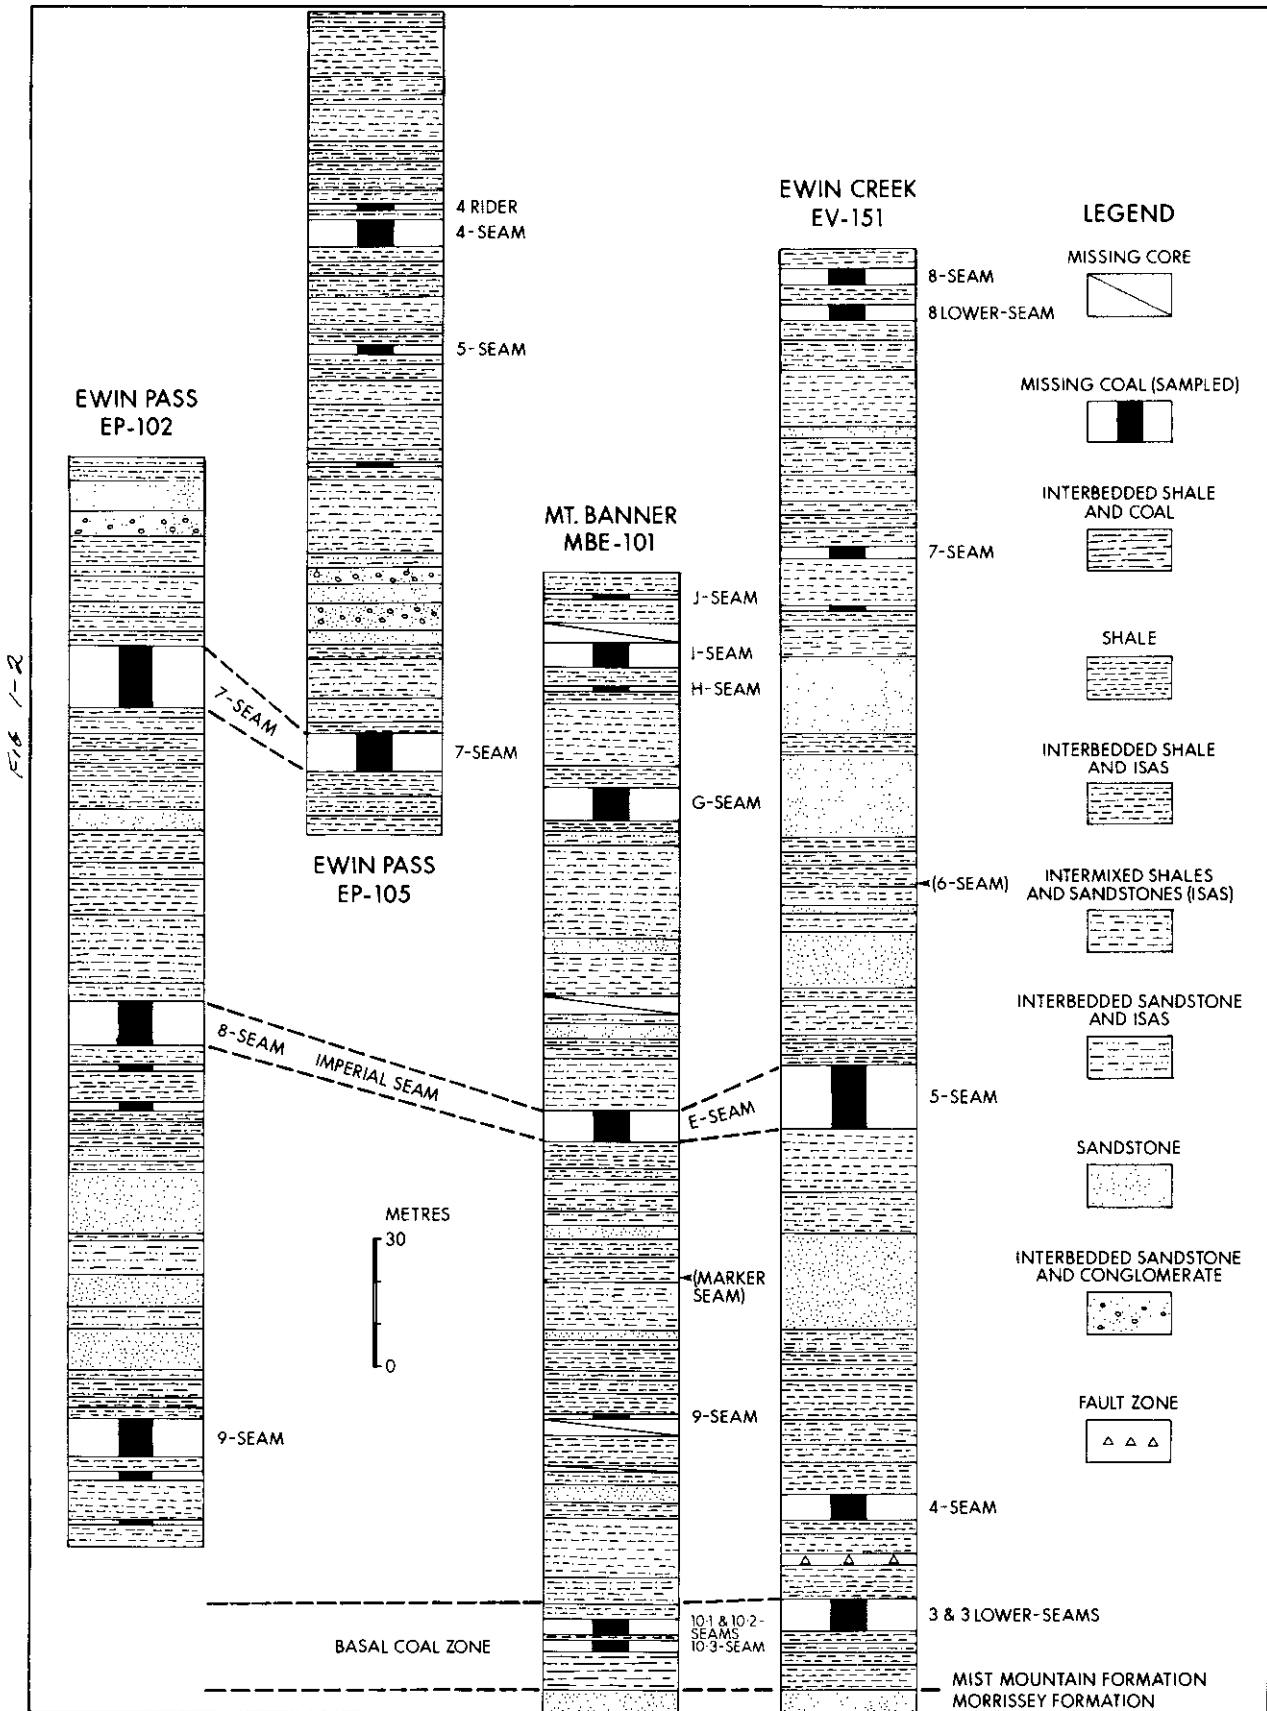 FIG 1-2
EWIN PASS
EP-102
7-SEAM
8-SEAM IMPERIAL SEAM
9-SEAM
4 RIDER
4-SEAM
5-SEAM
7-SEAM
EWIN PASS
EP-105
METRES
30
0
BASAL COAL ZONE
MT. BANNER
MBE-101
J-SEAM
I-SEAM
H-SEAM
G-SEAM
E-SEAM
(MARKER
SEAM)
9-SEAM
10·1 & 10·2-
SEAMS
10·3-SEAM
EWIN CREEK
EV-151
8-SEAM
8 LOWER-SEAM
7-SEAM
(6-SEAM)
5-SEAM
4-SEAM
3 & 3 LOWER-SEAMS
MIST MOUNTAIN FORMATION
MORRISSEY FORMATION
LEGEND
MISSING CORE
MISSING COAL (SAMPLED)
INTERBEDDED SHALE
AND COAL
SHALE
INTERBEDDED SHALE
AND ISAS
INTERMIXED SHALES
AND SANDSTONES (ISAS)
INTERBEDDED SANDSTONE
AND ISAS
SANDSTONE
INTERBEDDED SANDSTONE
AND CONGLOMERATE
FAULT ZONE